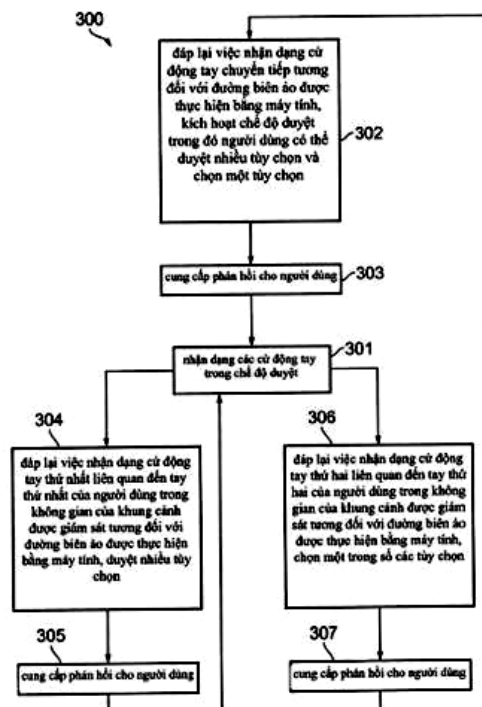 300
đáp lại việc nhận dạng cử
động tay chuyển tiếp tương
đối với đường biên ảo được
thực hiện bằng máy tính,
kích hoạt chế độ duyệt
trong đó người dùng có thể
duyệt nhiều tùy chọn và
chọn một tùy chọn
302
cung cấp phản hồi cho người dùng
303
301
nhận dạng các cử động tay
trong chế độ duyệt
304
đáp lại việc nhận dạng cử động
tay thứ nhất liên quan đến tay
thứ nhất của người dùng trong
không gian của khung cảnh
được giám sát tương đối với
đường biên ảo được thực hiện
bằng máy tính, duyệt nhiều tùy
chọn
306
đáp lại việc nhận dạng cử động
tay thứ hai liên quan đến tay thứ
hai của người dùng trong không
gian của khung cảnh được giám
sát tương đối với đường biên ảo
được thực hiện bằng máy tính,
chọn một trong số các tùy chọn
305
cung cấp phản hồi cho người dùng
307
cung cấp phản hồi cho người dùng